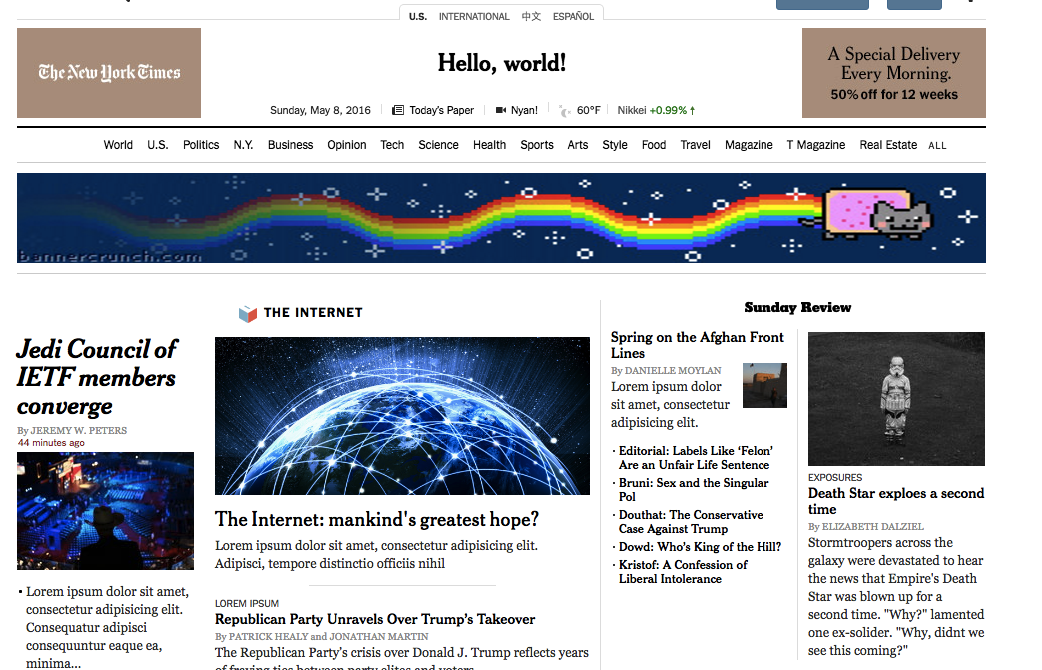 U.S. INTERNATIONAL 中文 ESPAÑOL
The New York Times
Hello, world!
A Special Delivery
Every Morning.
50% off for 12 weeks
Sunday, May 8, 2016 Today's Paper Nyan! 60°F Nikkei +0.99% ↑
World U.S. Politics N.Y. Business Opinion Tech Science Health Sports Arts Style Food Travel Magazine T Magazine Real Estate ALL
bannercrunch.com
Jedi Council of
IETF members
converge
By JEREMY W. PETERS
44 minutes ago
· Lorem ipsum dolor sit amet,
consectetur adipisicing elit.
Consequatur adipisci
consequuntur eaque ea,
minima...
THE INTERNET
The Internet: mankind's greatest hope?
Lorem ipsum dolor sit amet, consectetur adipisicing elit.
Adipisci, tempore distinctio officiis nihil
LOREM IPSUM
Republican Party Unravels Over Trump's Takeover
By PATRICK HEALY and JONATHAN MARTIN
The Republican Party's crisis over Donald J. Trump reflects years
of fraying ties between party elites and voters
Sunday Review
Spring on the Afghan Front
Lines
By DANIELLE MOYLAN
Lorem ipsum dolor
sit amet, consectetur
adipisicing elit.
· Editorial: Labels Like ‘Felon’
Are an Unfair Life Sentence
· Bruni: Sex and the Singular
Pol
· Douthat: The Conservative
Case Against Trump
· Dowd: Who’s King of the Hill?
· Kristof: A Confession of
Liberal Intolerance
EXPOSURES
Death Star exploes a second
time
By ELIZABETH DALZIEL
Stormtroopers across the
galaxy were devastated to hear
the news that Empire's Death
Star was blown up for a
second time. "Why?" lamented
one ex-solider. "Why, didnt we
see this coming?"